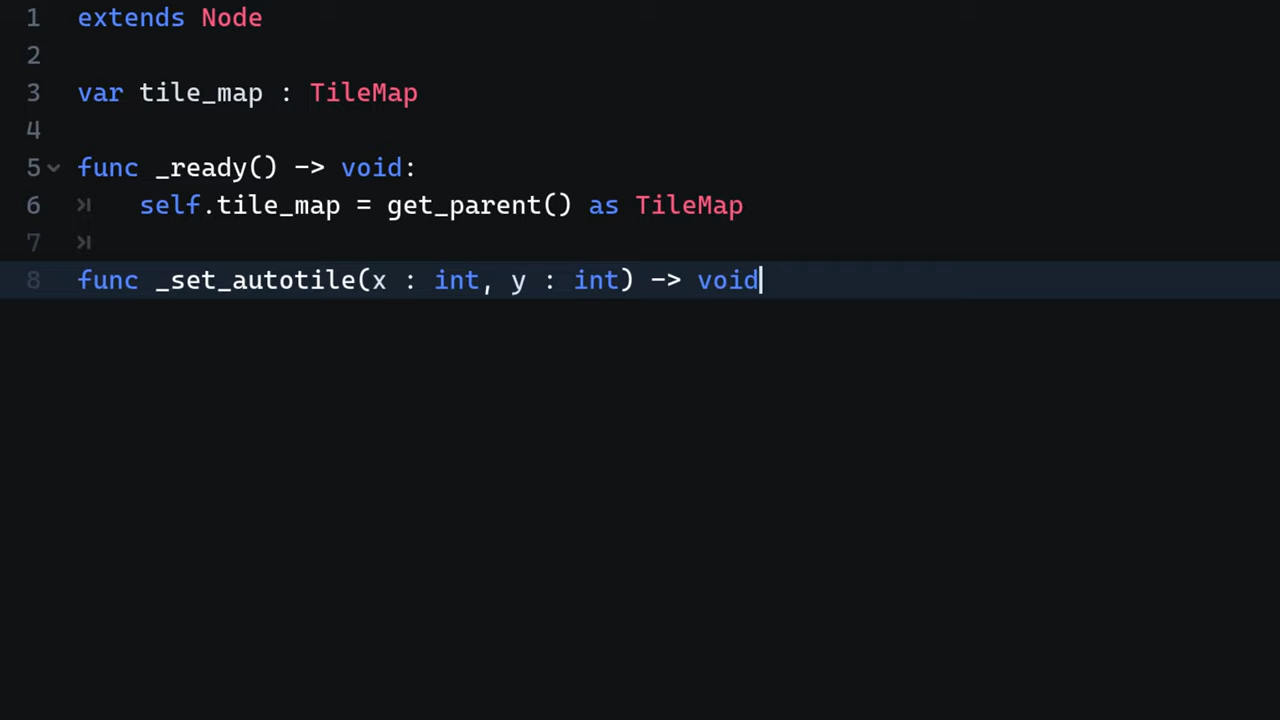 1 extends Node
2
3 var tile_map : TileMap
4
5 func _ready() -> void:
6 self.tile_map = get_parent() as TileMap
7
8 func _set_autotile(x : int, y : int) -> void